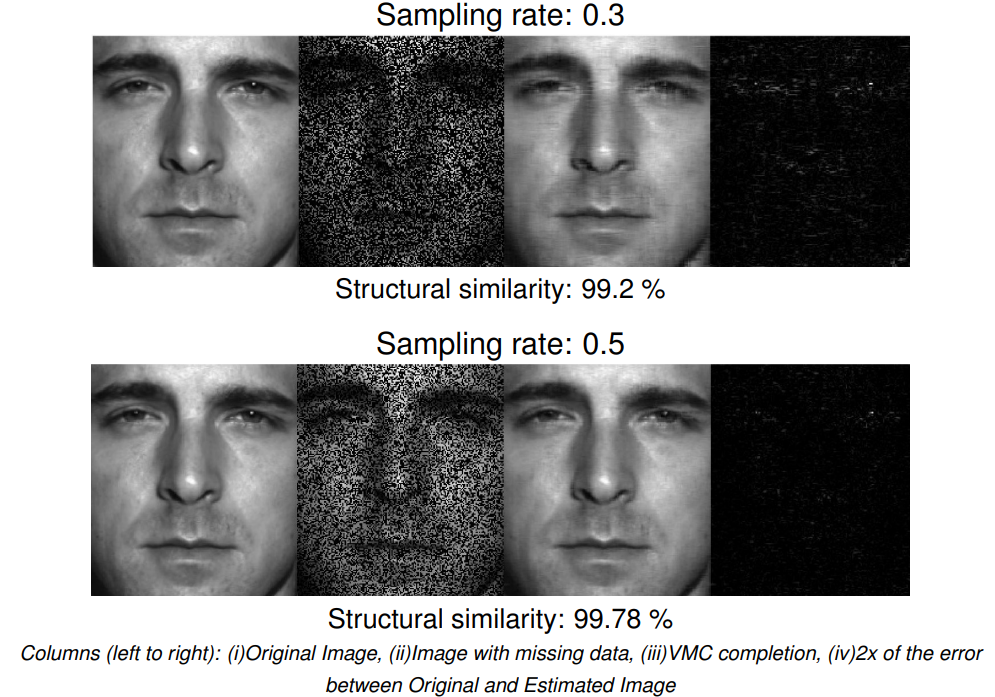 Sampling rate: 0.3
Structural similarity: 99.2 %
Sampling rate: 0.5
Structural similarity: 99.78 %
Columns (left to right): (i)Original Image, (ii)Image with missing data, (iii)VMC completion, (iv)2x of the error
between Original and Estimated Image